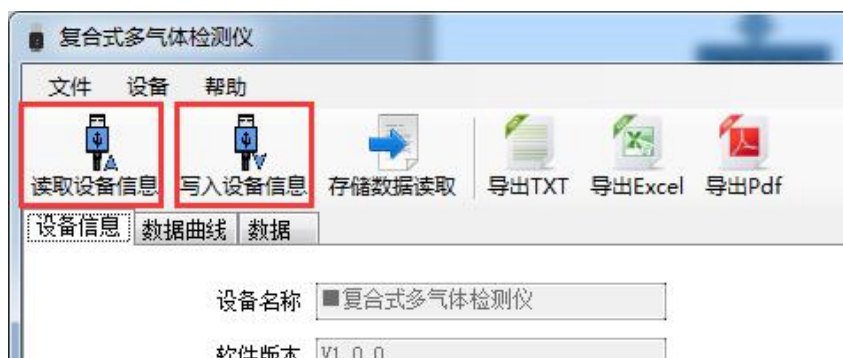 复合式多气体检测仪
文件 设备 帮助
读取设备信息 写入设备信息 存储数据读取 导出TXT 导出Excel 导出Pdf
设备信息 数据曲线 数据
设备名称 ■复合式多气体检测仪
软件版本 V1.0.0